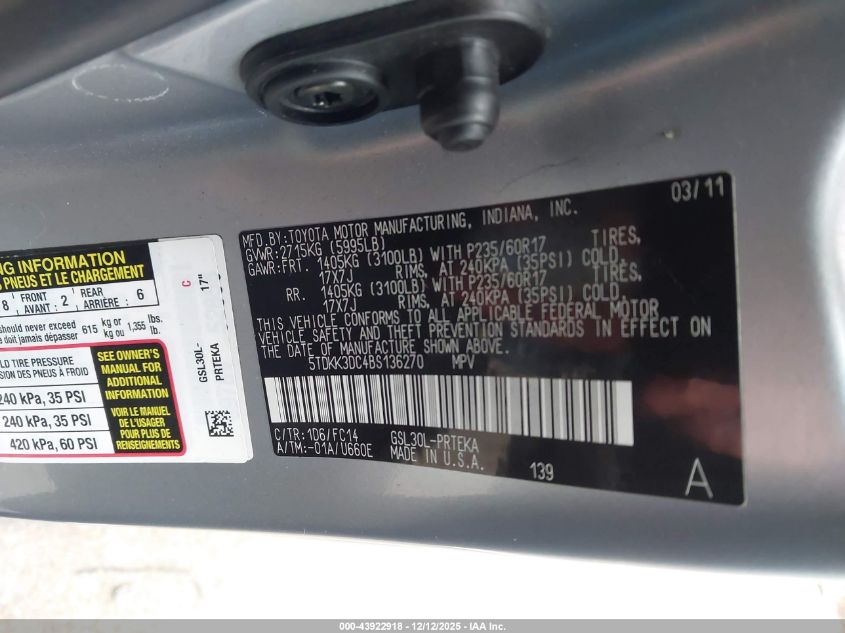 03/11
MFD.BY:TOYOTA MOTOR MANUFACTURING, INDIANA, INC.
GVWR:2715KG (5995LB)
GAWR:FRT. 1405KG (3100LB) WITH P235/60R17 TIRES,
17X7J RIMS, AT 240KPA (35PSI) COLD.
RR. 1405KG (3100LB) WITH P235/60R17 TIRES,
17X7J RIMS, AT 240KPA (35PSI) COLD.
THIS VEHICLE CONFORMS TO ALL APPLICABLE FEDERAL MOTOR
VEHICLE SAFETY AND THEFT PREVENTION STANDARDS IN EFFECT ON
THE DATE OF MANUFACTURE SHOWN ABOVE.
5TDKK3DC4BS136270 MPV
C/TR:1D6/FC14 GSL30L-PRTEKA
A/TM:-01A/U660E MADE IN U.S.A.
139
A
INFORMATION
PNEUS ET LE CHARGEMENT
8 FRONT AVANT : 2 REAR ARRIÈRE : 6
should never exceed 615 kg or lbs.
doit jamais dépasser kg ou 1,355 lb.
TIRE PRESSURE
DES PNEUS À FROID
240 kPA, 35 PSI
240 kPA, 35 PSI
420 kPA, 60 PSI
SEE OWNER'S
MANUAL FOR
ADDITIONAL
INFORMATION
VOIR LE MANUEL
DE L'USAGER
POUR PLUS DE
RENSEIGNEMENTS
C
17"
GSL30L-
PRTEKA
000-43922918 - 12/12/2025 - IAA Inc.